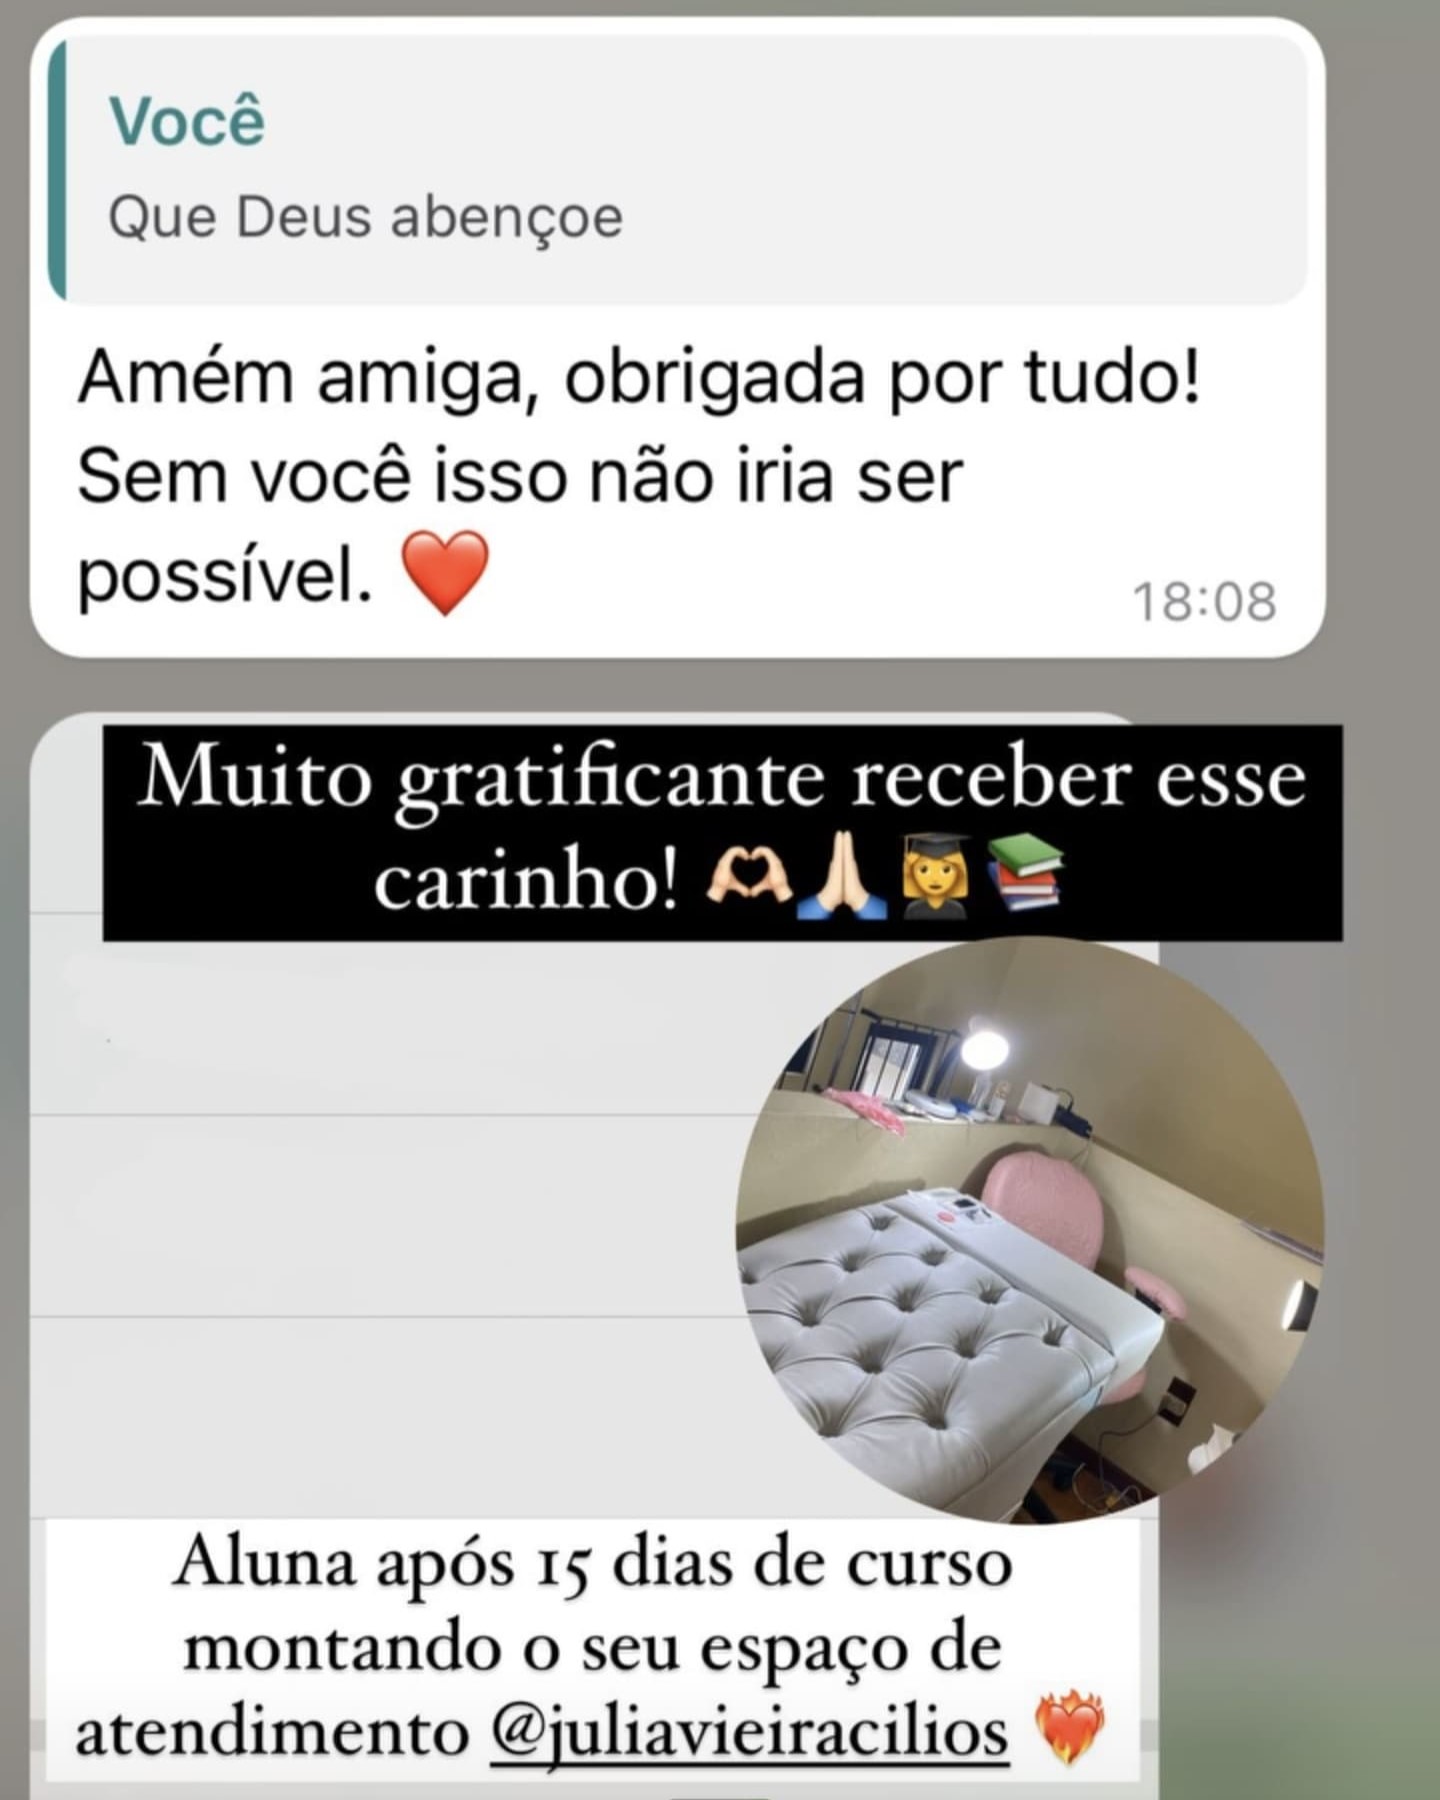 Você
Que Deus abençoe
Amém amiga, obrigada por tudo!
Sem você isso não iria ser
possível. ❤️
18:08
Muito gratificante receber esse
carinho! 🫶🏻🙏🏻👩‍🎓📚
Aluna após 15 dias de curso
montando o seu espaço de
atendimento @juliavieiracilios ❤️‍🔥